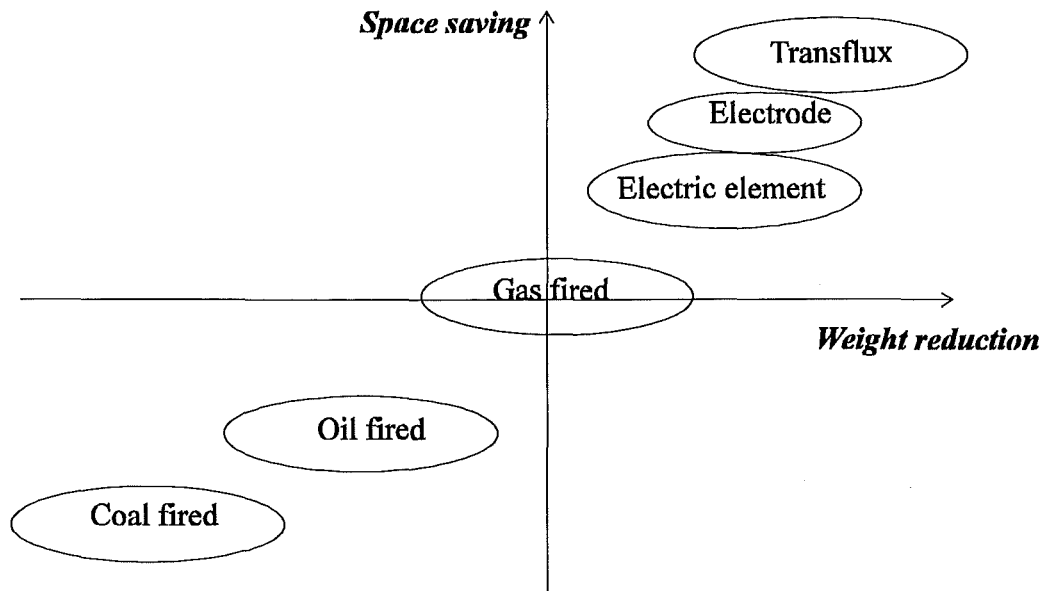 Space saving
Transflux
Electrode
Electric element
Gas fired
Weight reduction
Oil fired
Coal fired